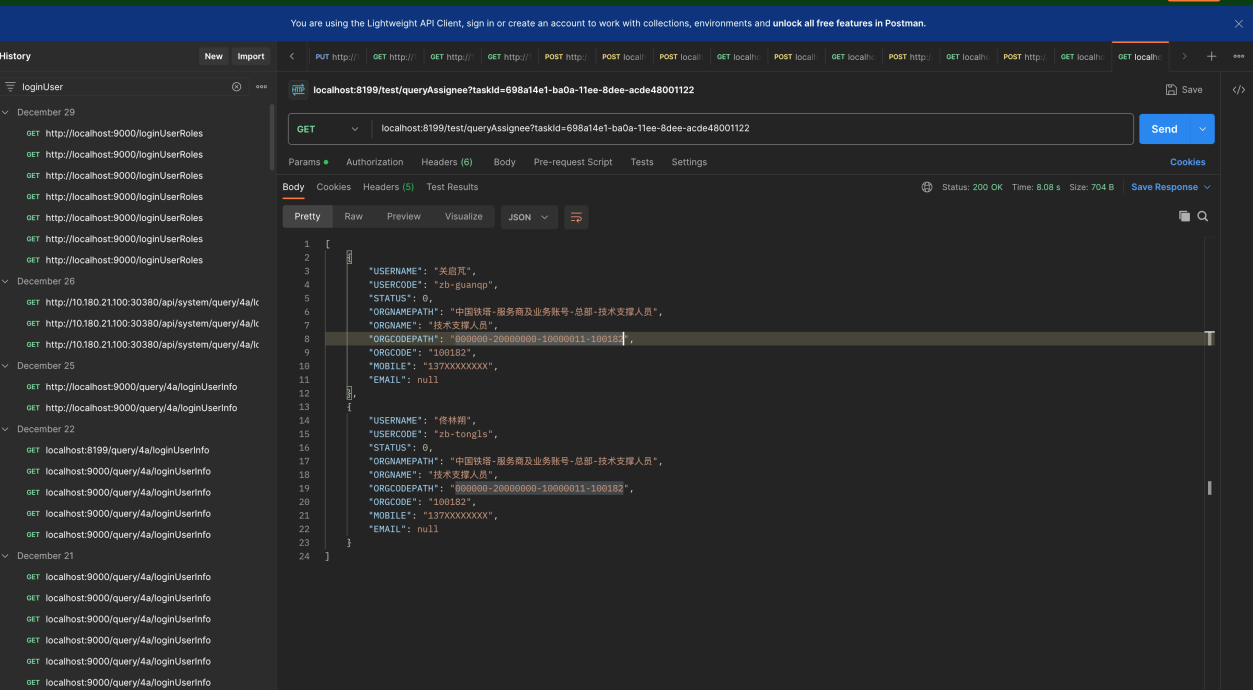 You are using the Lightweight API Client, sign in or create an account to work with collections, environments and unlock all free features in Postman.
History
New
Import
PUT http://
GET http://
GET http://
GET http://
POST http:/
POST local
POST local
GET localho
POST local
GET localho
POST http:/
GET localho
POST http:/
GET localho
GET localho
loginUser
December 29
GET http://localhost:9000/loginUserRoles
GET http://localhost:9000/loginUserRoles
GET http://localhost:9000/loginUserRoles
GET http://localhost:9000/loginUserRoles
GET http://localhost:9000/loginUserRoles
GET http://localhost:9000/loginUserRoles
GET http://localhost:9000/loginUserRoles
December 26
GET http://10.180.21.100:30380/api/system/query/4a/lo
GET http://10.180.21.100:30380/api/system/query/4a/lo
GET http://10.180.21.100:30380/api/system/query/4a/lo
December 25
GET http://localhost:9000/query/4a/loginUserInfo
GET http://localhost:9000/query/4a/loginUserInfo
December 22
GET localhost:8199/query/4a/loginUserInfo
GET localhost:9000/query/4a/loginUserInfo
GET localhost:9000/query/4a/loginUserInfo
GET localhost:9000/query/4a/loginUserInfo
GET localhost:9000/query/4a/loginUserInfo
December 21
GET localhost:9000/query/4a/loginUserInfo
GET localhost:9000/query/4a/loginUserInfo
GET localhost:9000/query/4a/loginUserInfo
GET localhost:9000/query/4a/loginUserInfo
GET localhost:9000/query/4a/loginUserInfo
GET localhost:9000/query/4a/loginUserInfo
HTTP localhost:8199/test/queryAssignee?taskId=698a14e1-ba0a-11ee-8dee-acde48001122
Save
GET
localhost:8199/test/queryAssignee?taskId=698a14e1-ba0a-11ee-8dee-acde48001122
Send
Params
Authorization
Headers (6)
Body
Pre-request Script
Tests
Settings
Cookies
Body
Cookies
Headers (5)
Test Results
Status: 200 OK Time: 8.08 s Size: 704 B
Save Response
Pretty
Raw
Preview
Visualize
JSON
1 [
2 {
3 "USERNAME": "关启芃",
4 "USERCODE": "zb-guanqp",
5 "STATUS": 0,
6 "ORGNAMEPATH": "中国铁塔-服务商及业务账号-总部-技术支撑人员",
7 "ORGNAME": "技术支撑人员",
8 "ORGCODEPATH": "000000-20000000-10000011-100182",
9 "ORGCODE": "100182",
10 "MOBILE": "137XXXXXXXX",
11 "EMAIL": null
12 },
13 {
14 "USERNAME": "佟林朔",
15 "USERCODE": "zb-tongls",
16 "STATUS": 0,
17 "ORGNAMEPATH": "中国铁塔-服务商及业务账号-总部-技术支撑人员",
18 "ORGNAME": "技术支撑人员",
19 "ORGCODEPATH": "000000-20000000-10000011-100182",
20 "ORGCODE": "100182",
21 "MOBILE": "137XXXXXXXX",
22 "EMAIL": null
23 }
24 ]